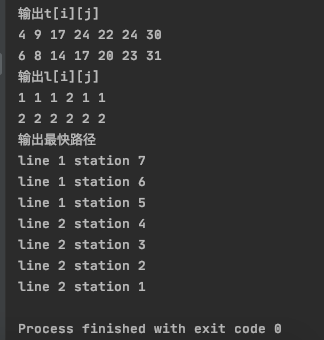 输出t[i][j]
4 9 17 24 22 24 30
6 8 14 17 20 23 31
输出l[i][j]
1 1 1 2 1 1
2 2 2 2 2 2
输出最快路径
line 1 station 7
line 1 station 6
line 1 station 5
line 2 station 4
line 2 station 3
line 2 station 2
line 2 station 1
Process finished with exit code 0